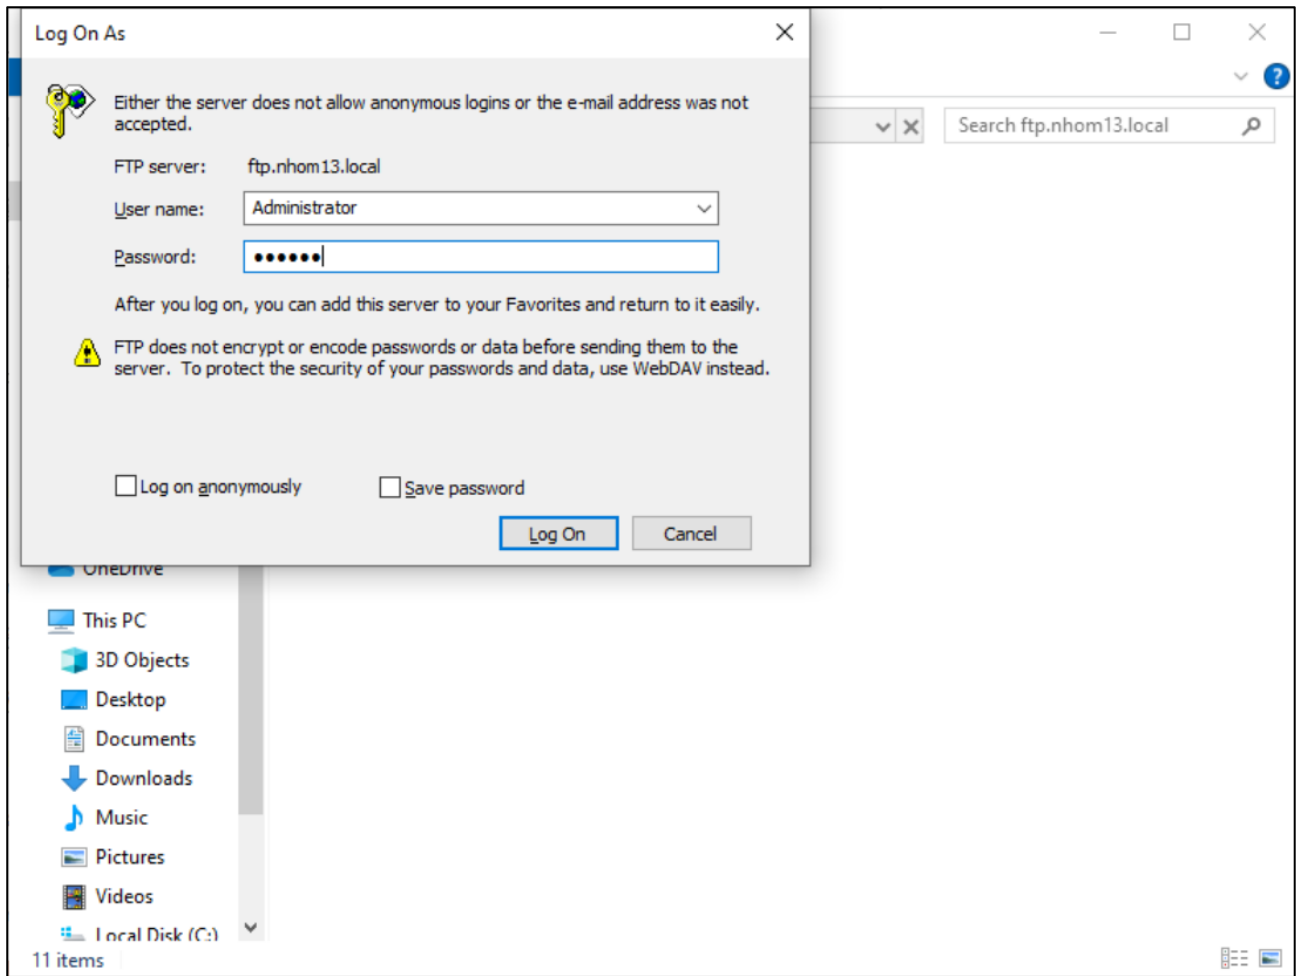 Log On As
Either the server does not allow anonymous logins or the e-mail address was not
accepted.
FTP server: ftp.nhom13.local
User name: Administrator
Password: ••••••
After you log on, you can add this server to your Favorites and return to it easily.
FTP does not encrypt or encode passwords or data before sending them to the
server. To protect the security of your passwords and data, use WebDAV instead.
Log on anonymously
Save password
Log On
Cancel
Search ftp.nhom13.local
OneDrive
This PC
3D Objects
Desktop
Documents
Downloads
Music
Pictures
Videos
Local Disk (C:)
11 items